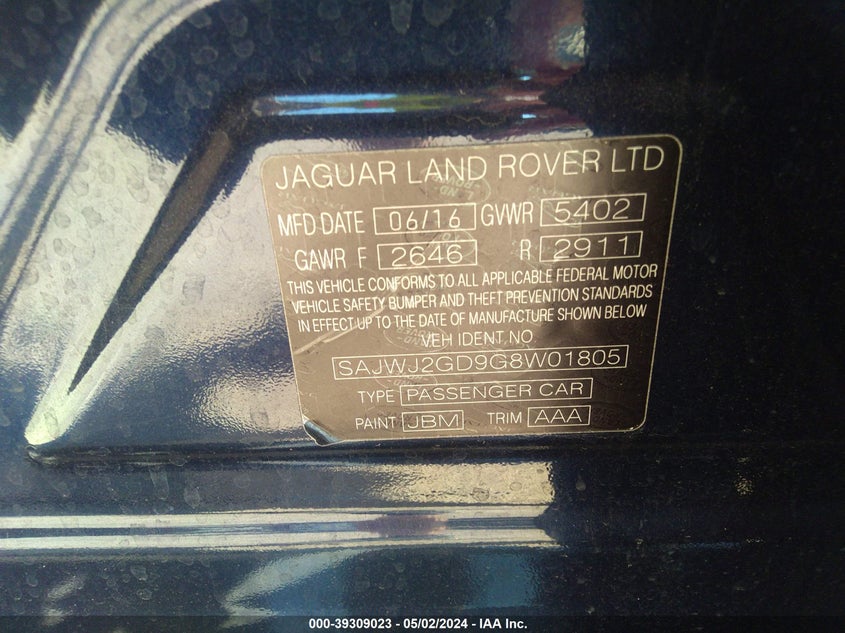 JAGUAR LAND ROVER LTD
MFD DATE 06/16 GVWR 5402
GAWR F 2646 R 2911
THIS VEHICLE CONFORMS TO ALL APPLICABLE FEDERAL MOTOR
VEHICLE SAFETY BUMPER AND THEFT PREVENTION STANDARDS
IN EFFECT UP TO THE DATE OF MANUFACTURE SHOWN BELOW
VEH IDENT. NO.
SAJWJ2GD9G8W01805
TYPE PASSENGER CAR
PAINT JBM TRIM AAA
000-39309023 - 05/02/2024 - IAA Inc.